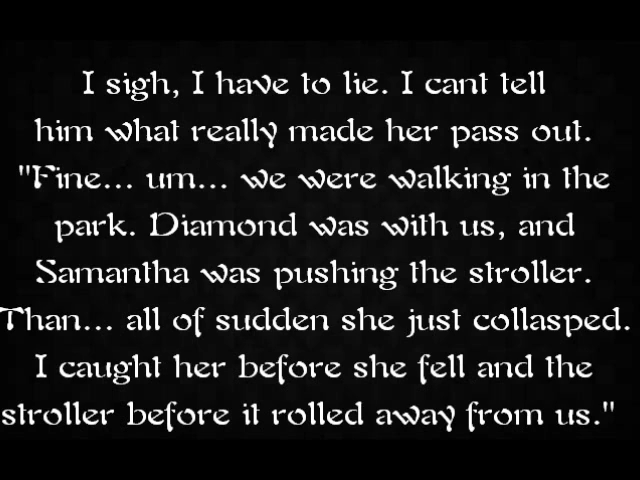 I sigh, I have to lie. I cant tell
him what really made her pass out.
"Fine... um... we were walking in the
park. Diamond was with us, and
Samantha was pushing the stroller.
Than... all of sudden she just collasped.
I caught her before she fell and the
stroller before it rolled away from us."